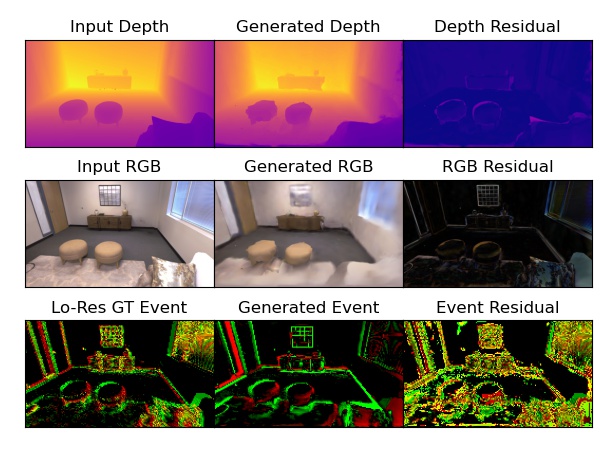 Input Depth
Generated Depth
Depth Residual
Input RGB
Generated RGB
RGB Residual
Lo-Res GT Event
Generated Event
Event Residual